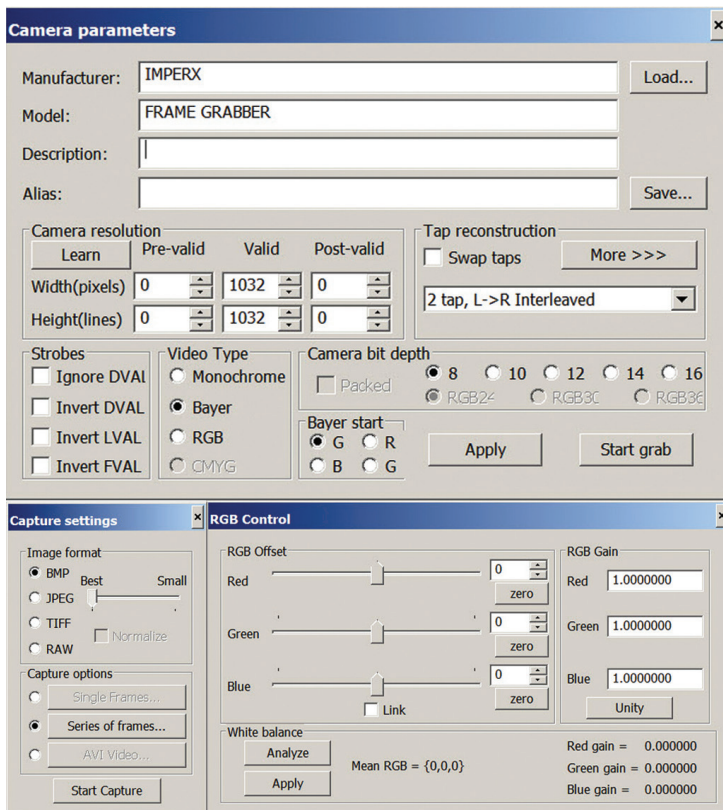 Camera parameters
×
Manufacturer: IMPERX Load...
Model: FRAME GRABBER
Description:
Alias: Save...
Camera resolution
Learn Pre-valid Valid Post-valid
Width(pixels) 0 1032 0
Height(lines) 0 1032 0
Tap reconstruction
Swap taps More >>>
2 tap, L->R Interleaved
Strobes
Ignore DVAL
Invert DVAL
Invert LVAL
Invert FVAL
Video Type
Monochrome
Bayer
RGB
CMYG
Camera bit depth
Packed 8 10 12 14 16
RGB24 RGB30 RGB36
Bayer start
G R
B G
Apply Start grab
Capture settings ×
Image format
BMP Best Small
JPEG
TIFF Normalize
RAW
Capture options
Single Frames...
Series of frames...
AVI Video...
Start Capture
RGB Control ×
RGB Offset
Red 0
zero
Green 0
zero
Blue 0
zero
Link
RGB Gain
Red 1.0000000
Green 1.0000000
Blue 1.0000000
Unity
White balance
Analyze
Apply
Mean RGB = {0,0,0}
Red gain = 0.000000
Green gain = 0.000000
Blue gain = 0.000000